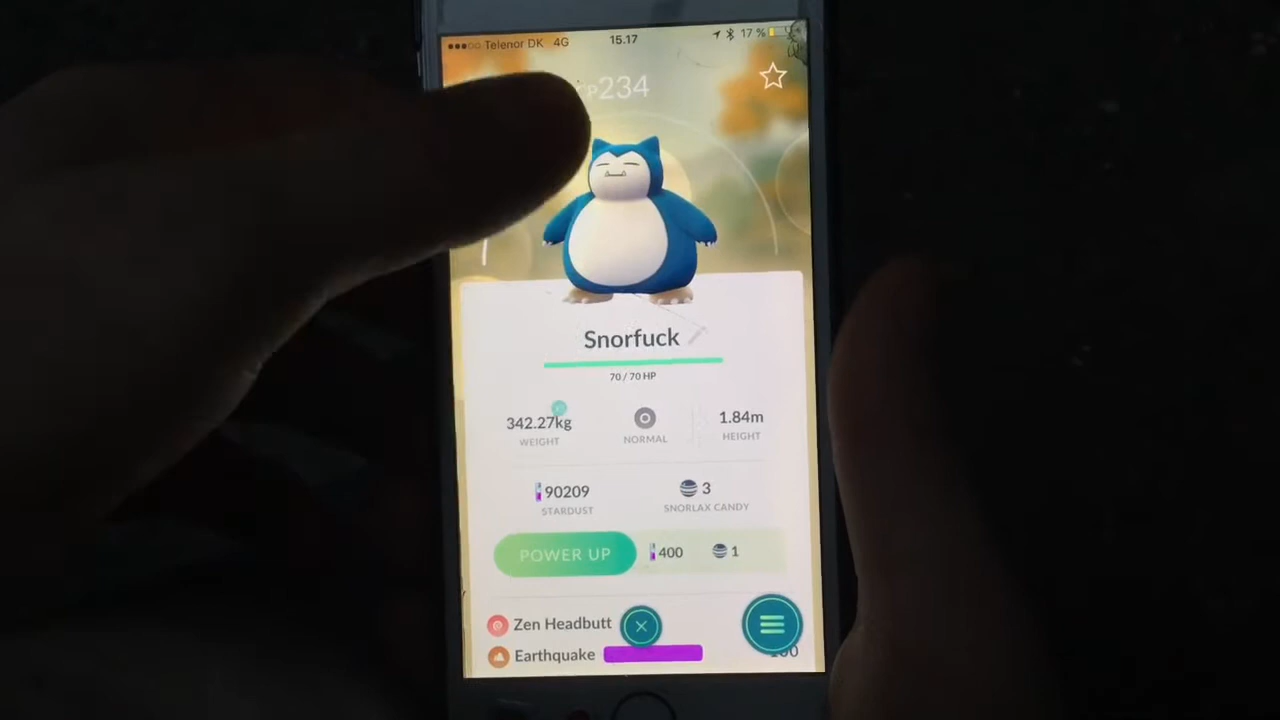 Telenor DK 4G 15.17 17 %
234
Snorfuck
70 / 70 HP
342.27kg NORMAL 1.84m
WEIGHT HEIGHT
90209 3
STARDUST SNORLAX CANDY
POWER UP 400 1
Zen Headbutt
Earthquake